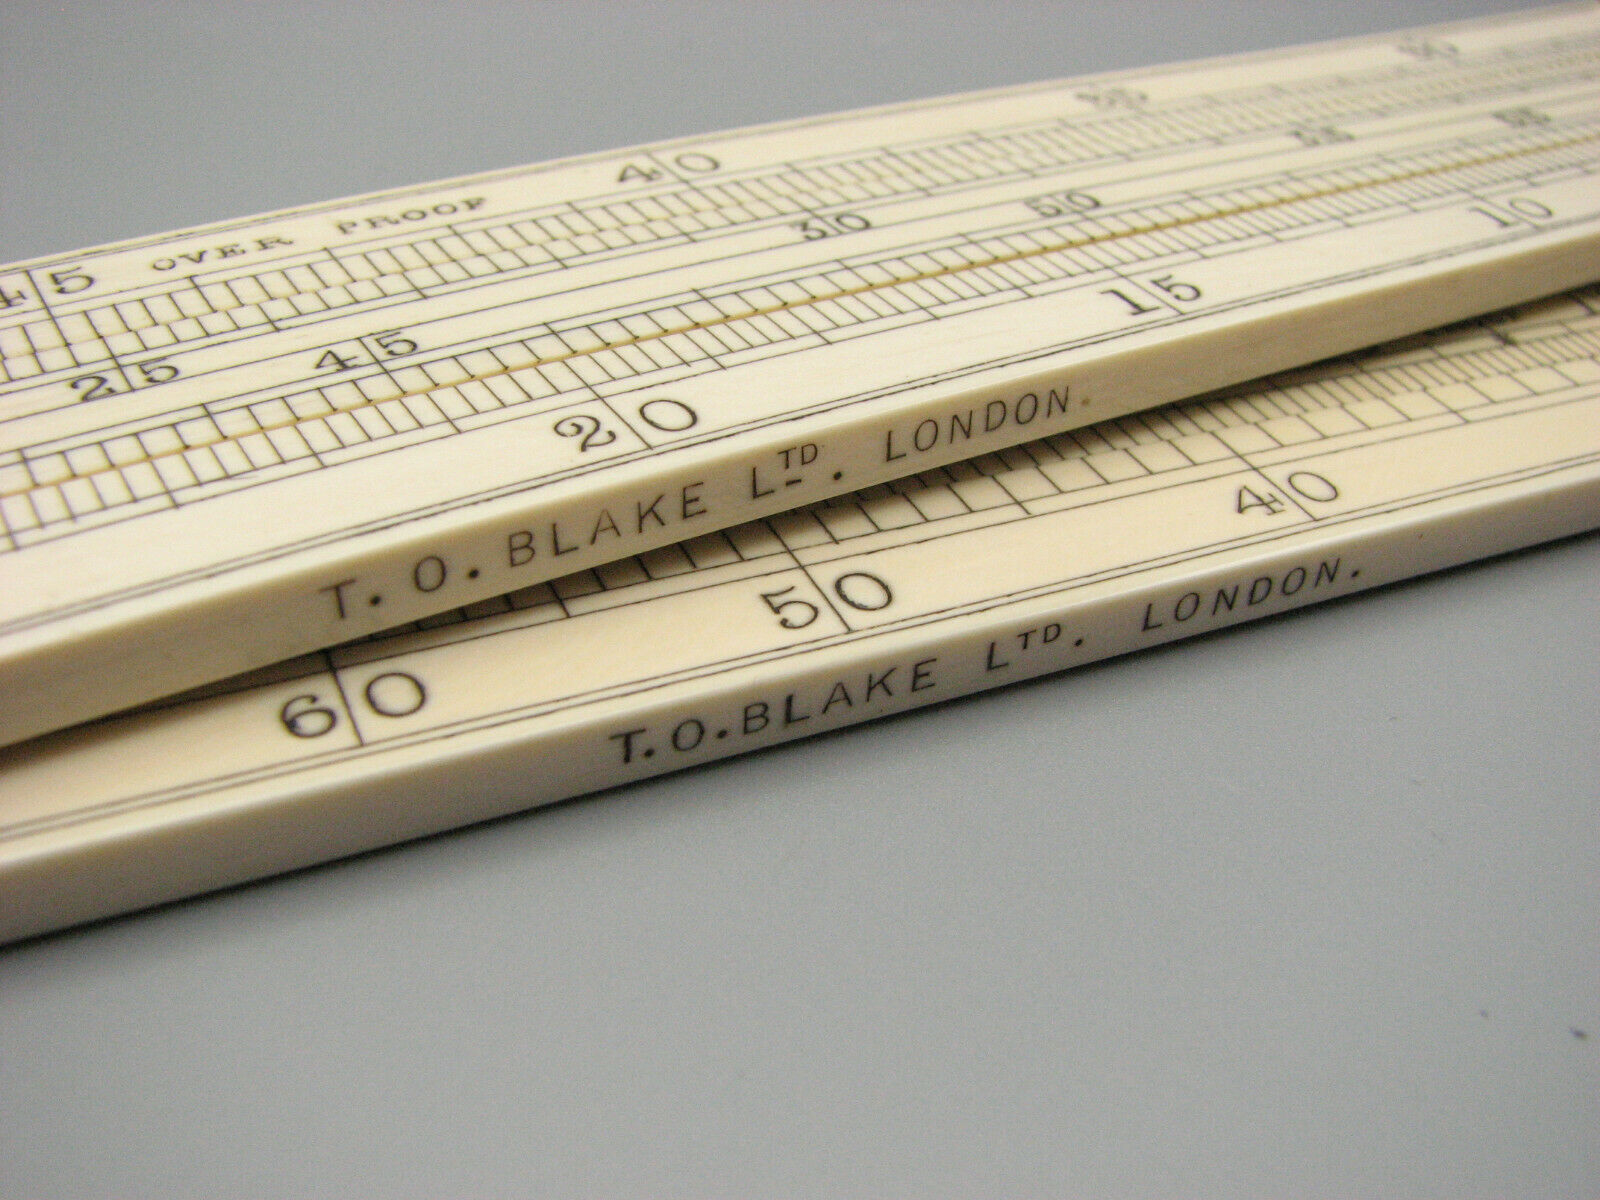 45 OVER PROOF 40
25 30
45 50
20 15 10
T. O. BLAKE LTD. LONDON.
60 50 40
T. O. BLAKE LTD. LONDON.